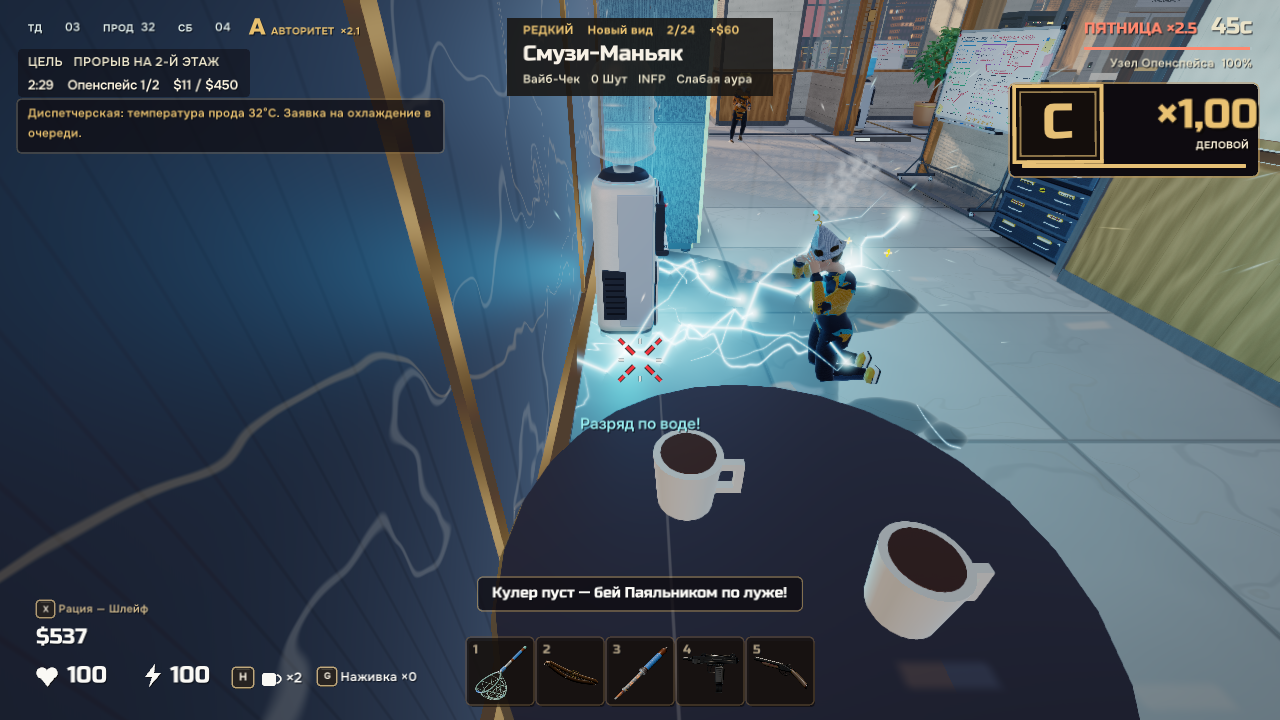 ТД 03 ПРОД 32 СБ 04 A АВТОРИТЕТ ×2.1
ЦЕЛЬ ПРОРЫВ НА 2-Й ЭТАЖ
2:29 Опенспейс 1/2 $11 / $450
Диспетчерская: температура прода 32°C. Заявка на охлаждение в
очереди.
РЕДКИЙ Новый вид 2/24 +$60
Смузи-Маньяк
Вайб-Чек 0 Шут INFP Слабая аура
ПЯТНИЦА ×2.5 45с
Узел Опенспейса 100%
C ×1,00
ДЕЛОВОЙ
Разряд по воде!
Кулер пуст — бей Паяльником по луже!
X Рация — Шлейф
$537
100 100 H ×2 G Наживка ×0
1 2 3 4 5